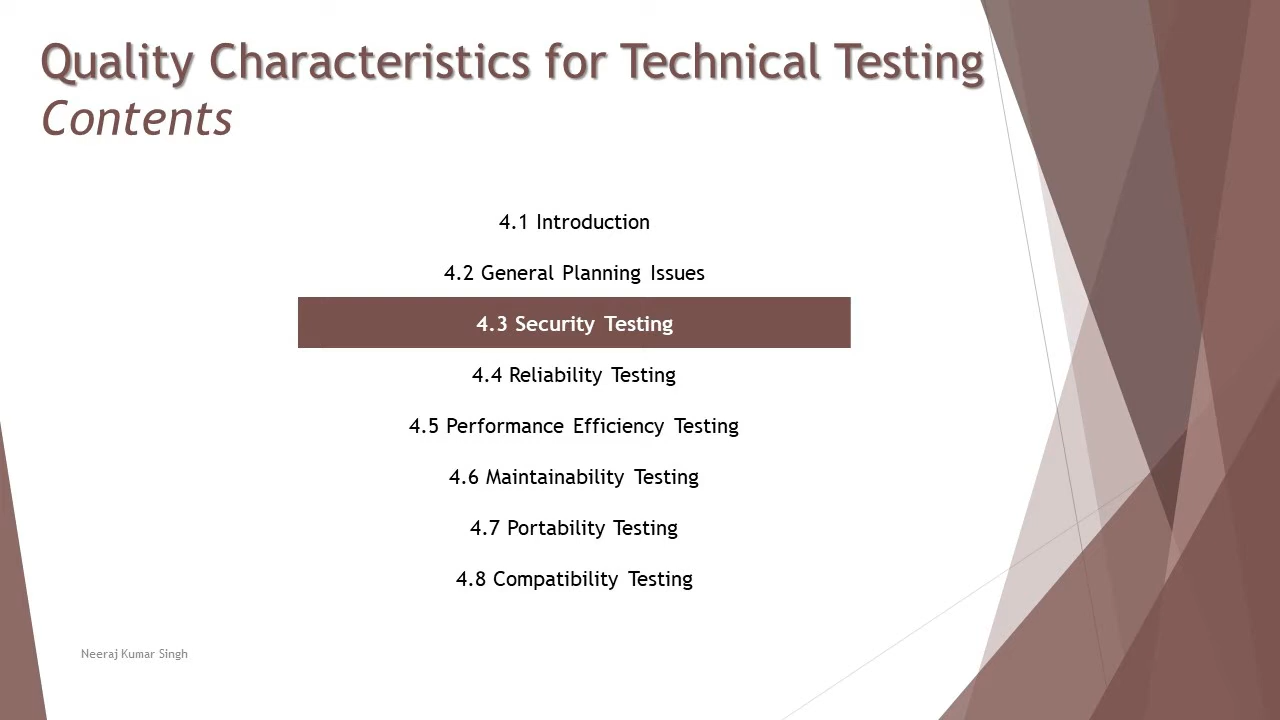 Quality Characteristics for Technical Testing
Contents
4.1 Introduction
4.2 General Planning Issues
4.3 Security Testing
4.4 Reliability Testing
4.5 Performance Efficiency Testing
4.6 Maintainability Testing
4.7 Portability Testing
4.8 Compatibility Testing
Neeraj Kumar Singh